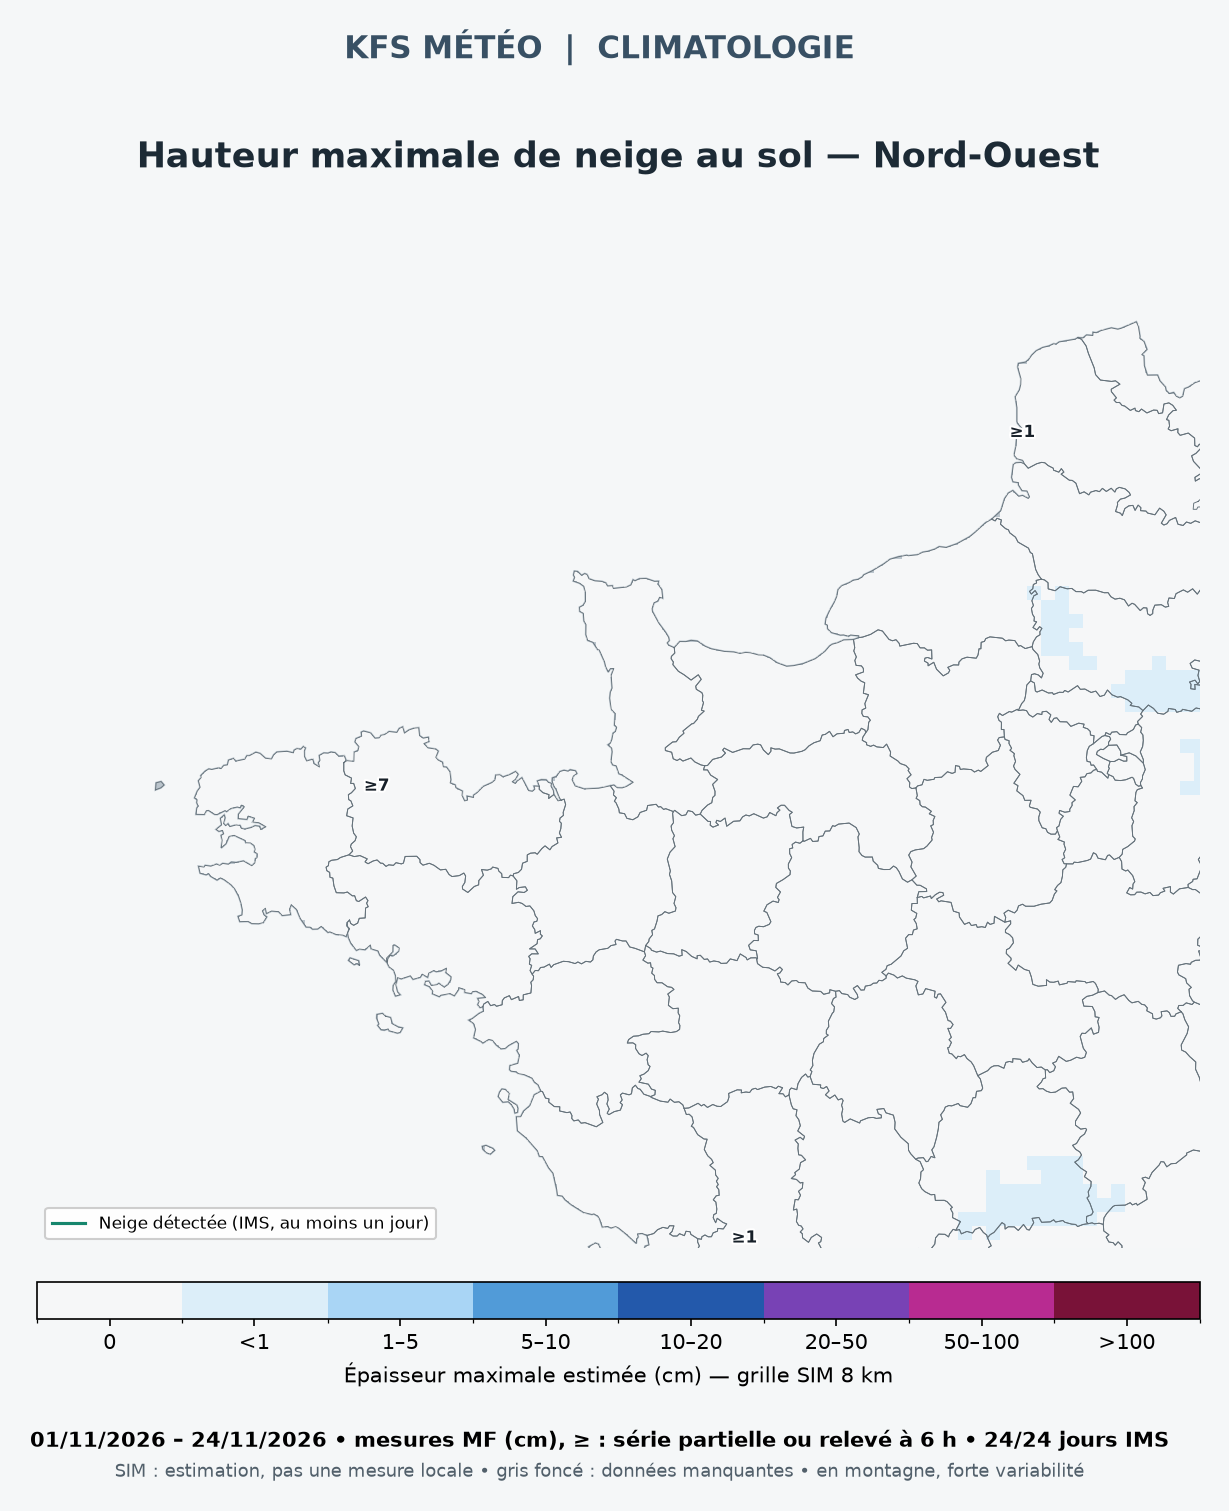 KFS MÉTÉO | CLIMATOLOGIE
Hauteur maximale de neige au sol — Nord-Ouest
≥1
≥7
≥1
Neige détectée (IMS, au moins un jour)
0 <1 1–5 5–10 10–20 20–50 50–100 >100
Épaisseur maximale estimée (cm) — grille SIM 8 km
01/11/2026 – 24/11/2026 • mesures MF (cm), ≥ : série partielle ou relevé à 6 h • 24/24 jours IMS
SIM : estimation, pas une mesure locale • gris foncé : données manquantes • en montagne, forte variabilité